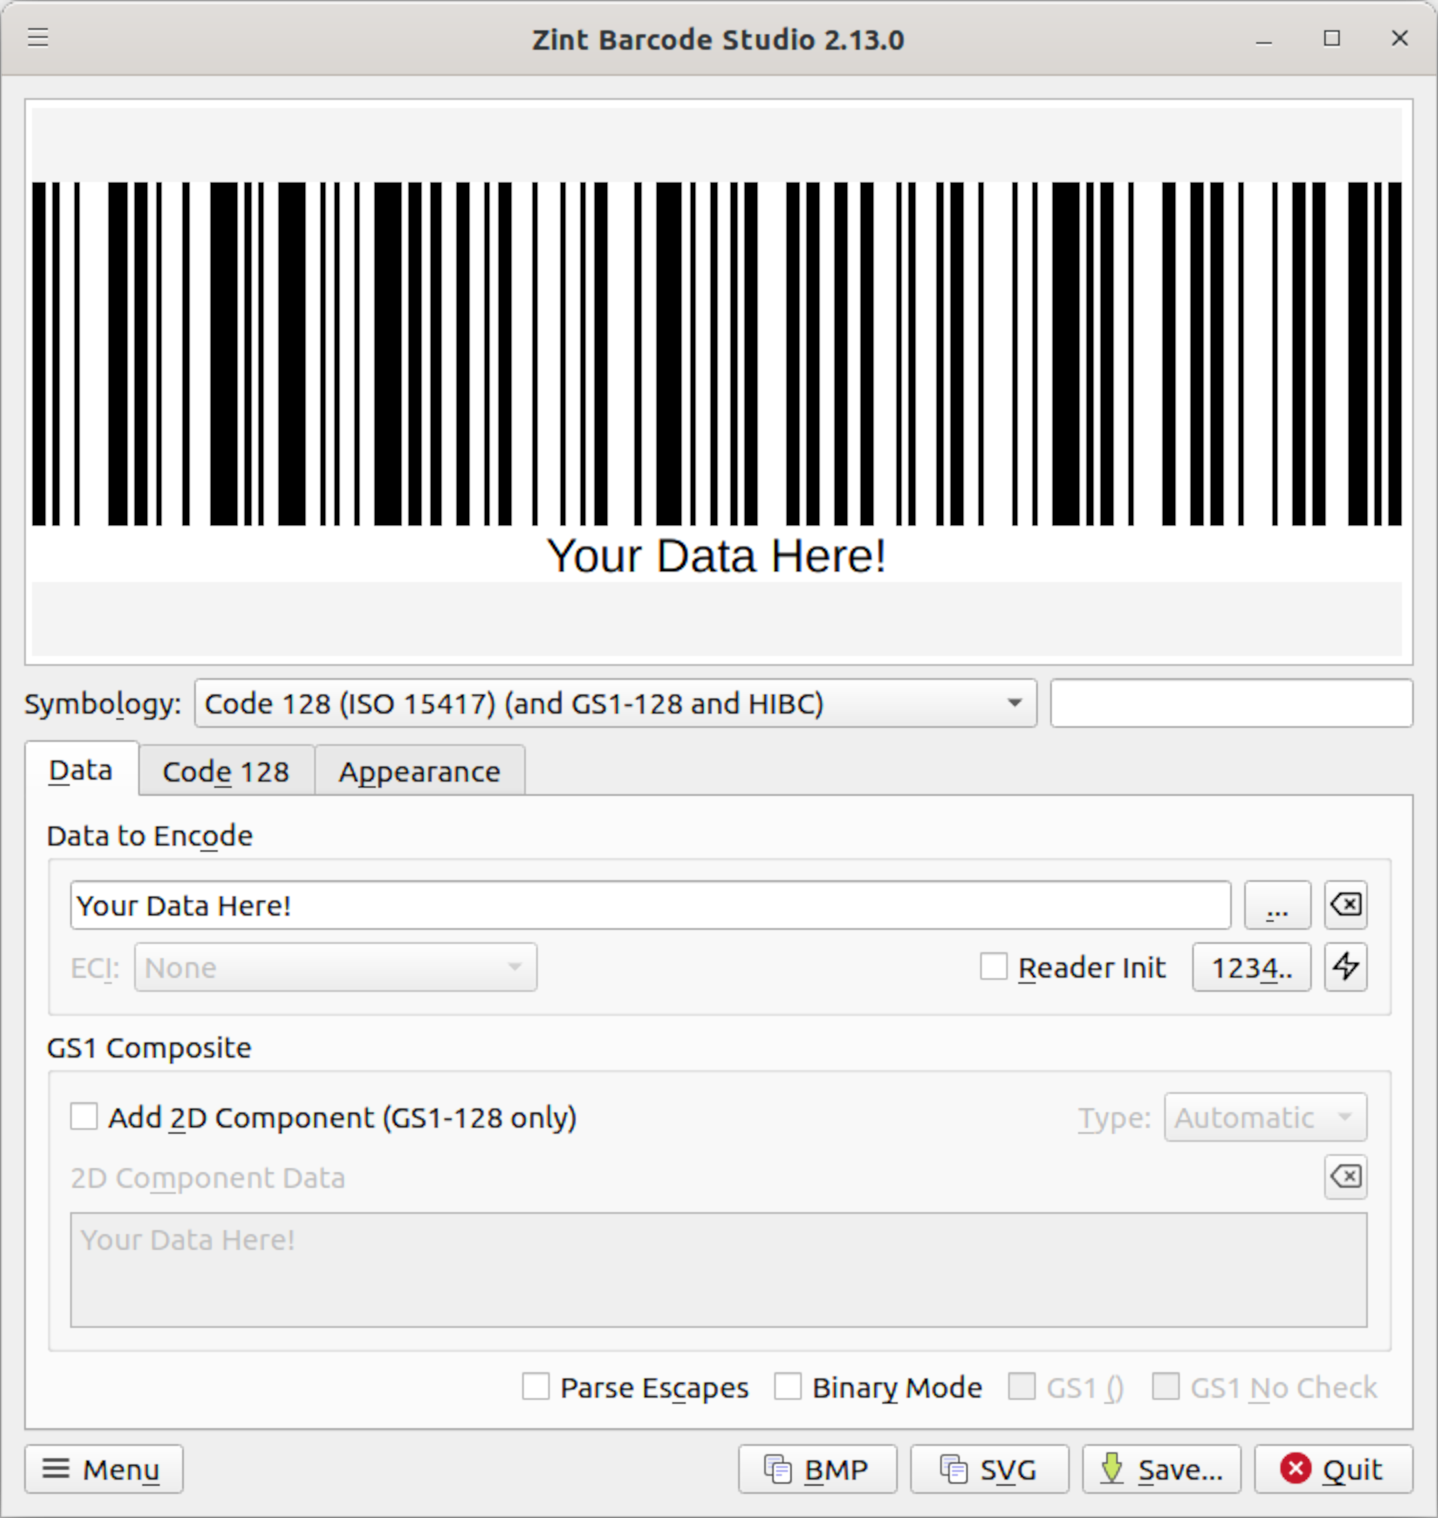 Zint Barcode Studio 2.13.0
Your Data Here!
Symbology: Code 128 (ISO 15417) (and GS1-128 and HIBC)
Data Code 128 Appearance
Data to Encode
Your Data Here! ...
ECI: None Reader Init 1234..
GS1 Composite
Add 2D Component (GS1-128 only) Type: Automatic
2D Component Data
Your Data Here!
Parse Escapes Binary Mode GS1 () GS1 No Check
Menu BMP SVG Save... Quit